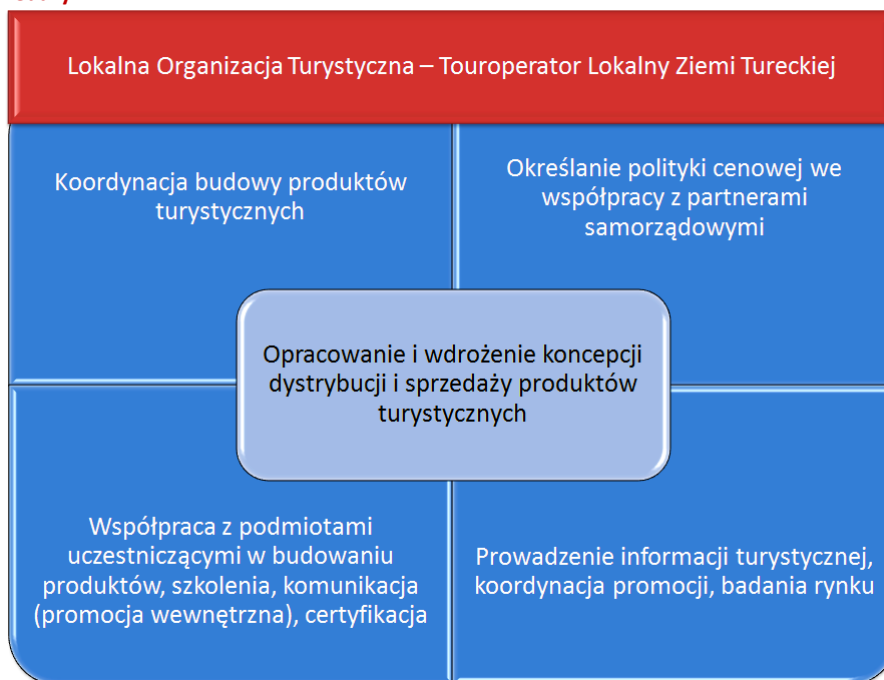 Lokalna Organizacja Turystyczna – Touroperator Lokalny Ziemi Tureckiej
Koordynacja budowy produktów
turystycznych
Określanie polityki cenowej we
współpracy z partnerami
samorządowymi
Opracowanie i wdrożenie koncepcji
dystrybucji i sprzedaży produktów
turystycznych
Współpraca z podmiotami
uczestniczącymi w budowaniu
produktów, szkolenia, komunikacja
(promocja wewnętrzna), certyfikacja
Prowadzenie informacji turystycznej,
koordynacja promocji, badania rynku